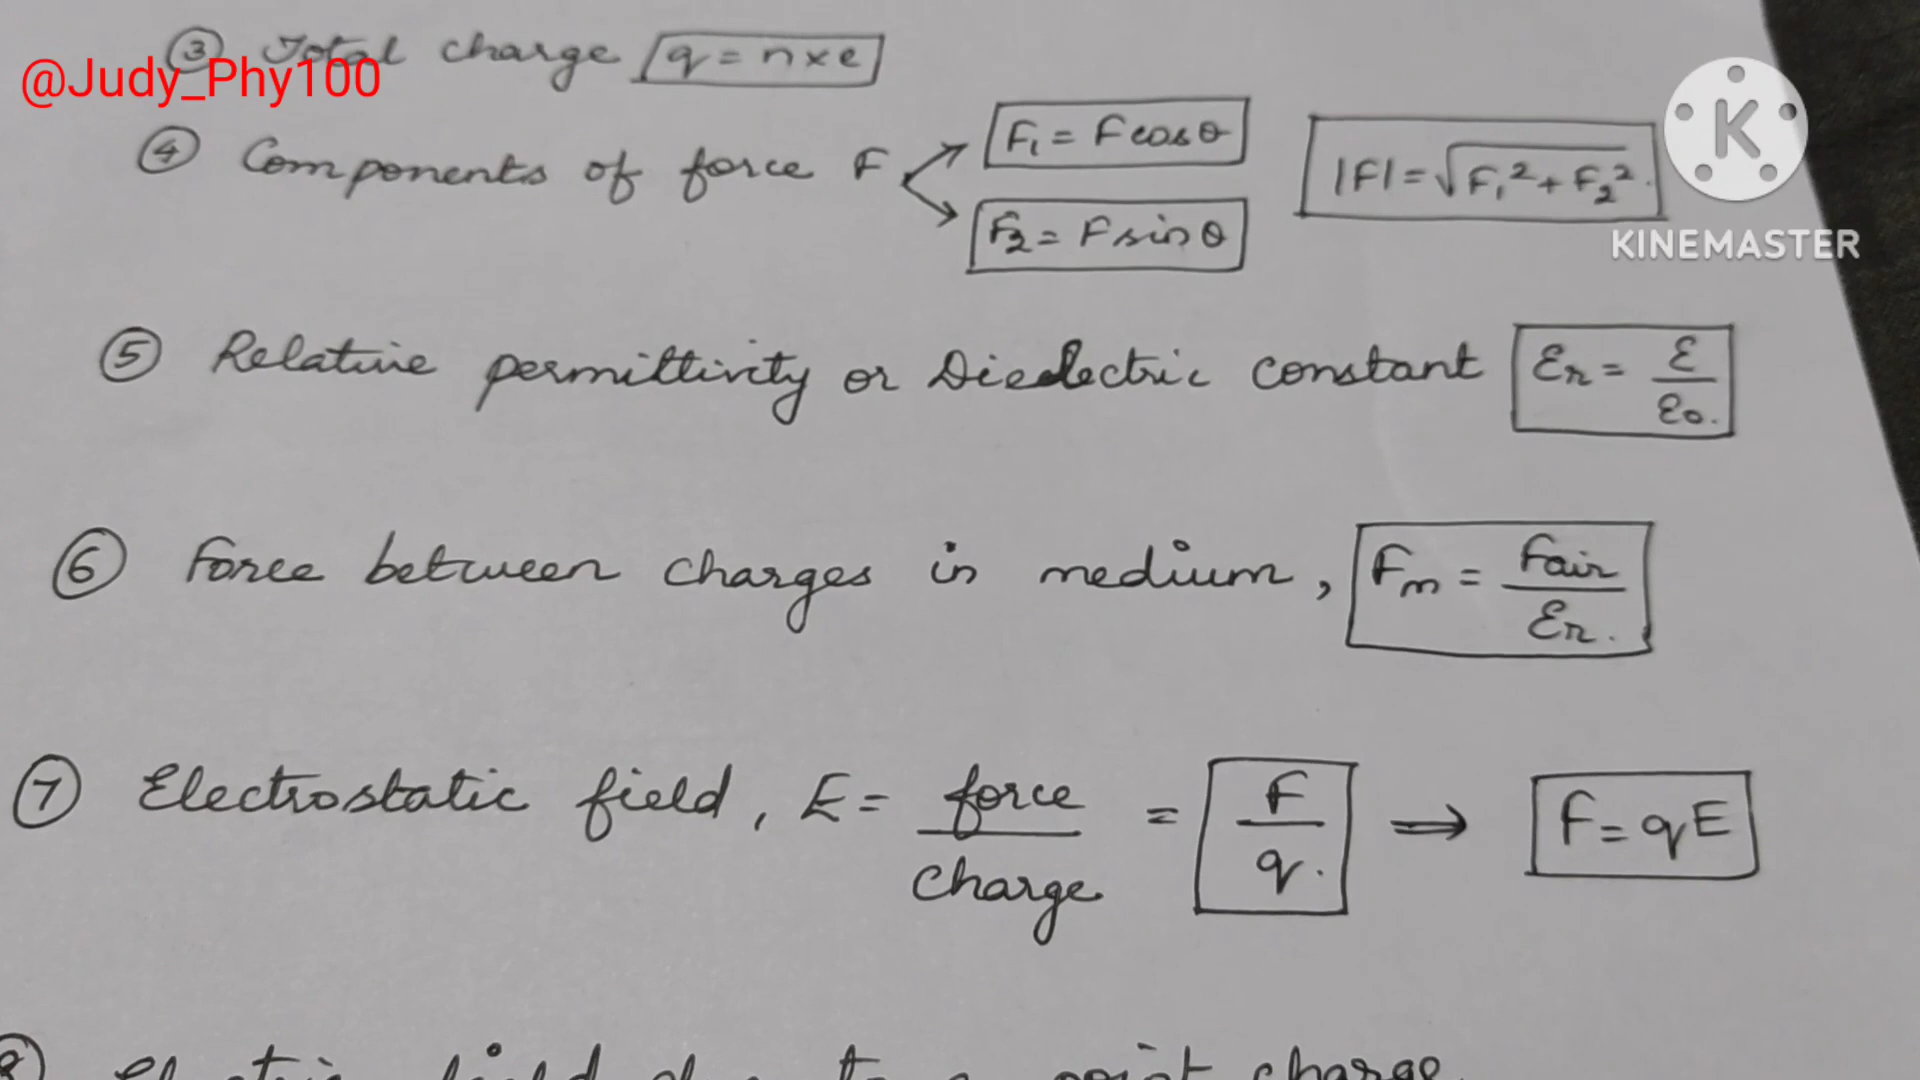 ③ Total charge q = n×e
@Judy_Phy100
④ Components of force F F₁ = F cos θ |F| = √F₁² + F₂².
F₂ = F sin θ
K
KINEMASTER
⑤ Relative permittivity or Dielectric constant εr = ε/ε₀.
⑥ Force between charges in medium, Fm = Fair/εr.
⑦ Electrostatic field, E = force/charge = F/q. ⇒ F = qE
point charge